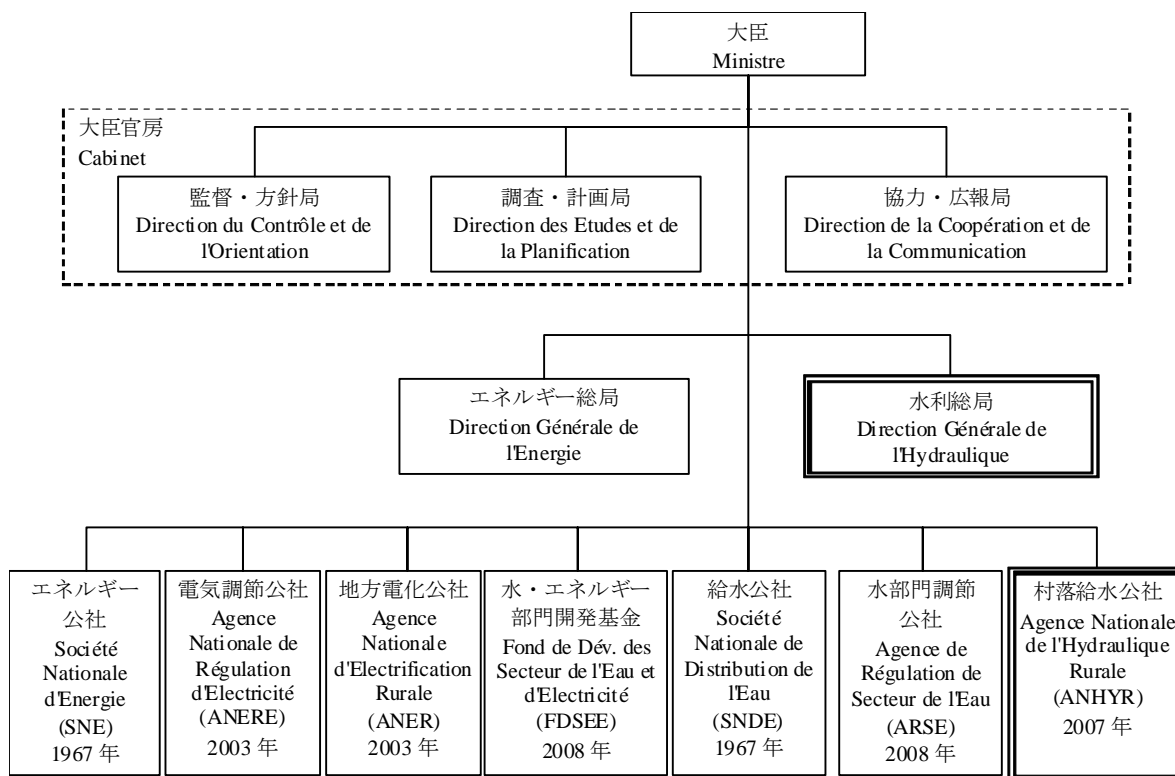 大臣
Ministre
大臣官房
Cabinet
監督・方針局
Direction du Contrôle et de
l'Orientation
調査・計画局
Direction des Etudes et de
la Planification
協力・広報局
Direction de la Coopération et de
la Communication
エネルギー総局
Direction Générale de
l'Energie
水利総局
Direction Générale de
l'Hydraulique
エネルギー
公社
Société
Nationale
d'Energie
(SNE)
1967 年
電気調節公社
Agence
Nationale de
Régulation
d'Electricité
(ANERE)
2003 年
地方電化公社
Agence
Nationale
d'Electrification
Rurale
(ANER)
2003 年
水・エネルギー
部門開発基金
Fond de Dév. des
Secteur de l'Eau et
d'Electricité
(FDSEE)
2008 年
給水公社
Société
Nationale de
Distribution de
l'Eau
(SNDE)
1967 年
水部門調節
公社
Agence de
Régulation de
Secteur de l'Eau
(ARSE)
2008 年
村落給水公社
Agence Nationale
de l'Hydraulique
Rurale
(ANHYR)
2007 年